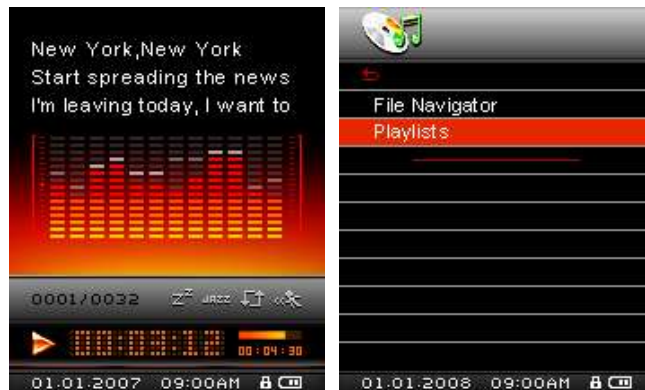 New York,New York
Start spreading the news
I'm leaving today, I want to
0001/0032 Zzz JAZZ
00:03:12
00:04:30
01.01.2007 09:00AM
File Navigator
Playlists
01.01.2008 09:00AM